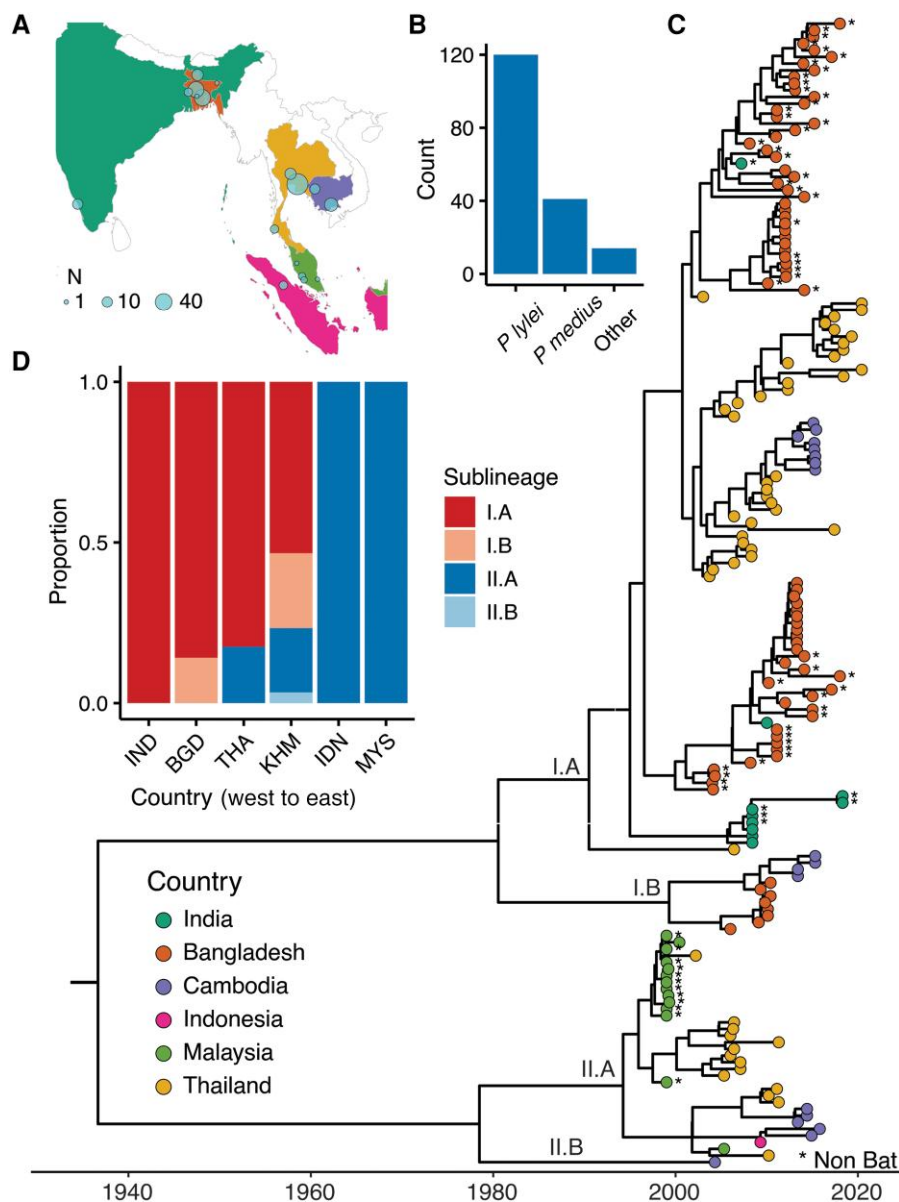 A
N
1 10 40
B
Count
120
80
40
0
P lylei
P medius
Other
C
D
Proportion
1.0
0.5
0.0
IND
BGD
THA
KHM
IDN
MYS
Country (west to east)
Sublineage
I.A
I.B
II.A
II.B
I.A
I.B
II.A
II.B
Country
India
Bangladesh
Cambodia
Indonesia
Malaysia
Thailand
* Non Bat
1940 1960 1980 2000 2020